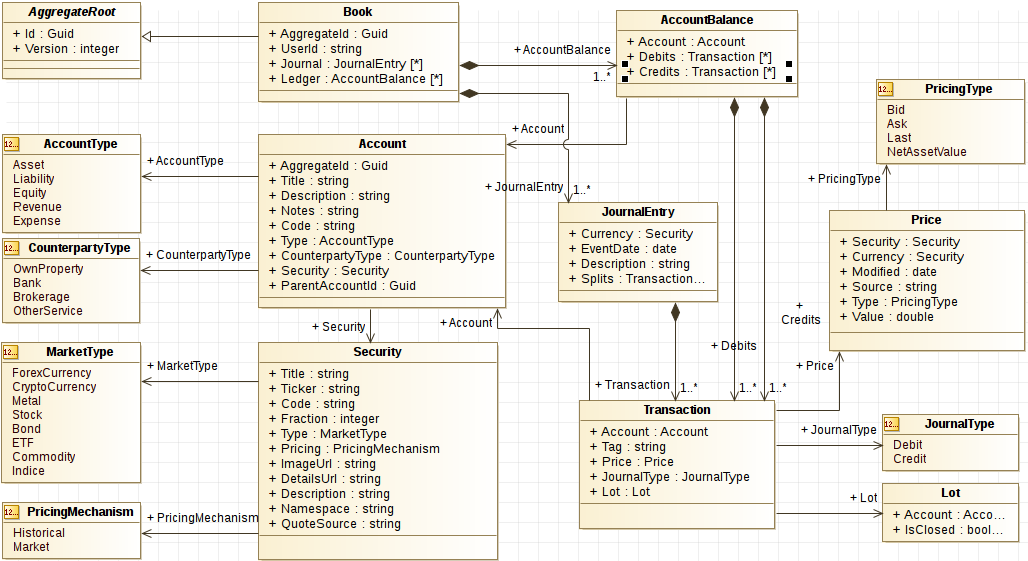 AggregateRoot
+ Id : Guid
+ Version : integer
Book
+ AggregateId : Guid
+ UserId : string
+ Journal : JournalEntry [*]
+ Ledger : AccountBalance [*]
+ AccountBalance
1..*
AccountBalance
+ Account : Account
+ Debits : Transaction [*]
+ Credits : Transaction [*]
12...
PricingType
Bid
Ask
Last
NetAssetValue
12...
AccountType
Asset
Liability
Equity
Revenue
Expense
+ AccountType
Account
+ AggregateId : Guid
+ Title : string
+ Description : string
+ Notes : string
+ Code : string
+ Type : AccountType
+ CounterpartyType : CounterpartyType
+ Security : Security
+ ParentAccountId : Guid
+ Account
+ JournalEntry
1..*
+ PricingType
JournalEntry
+ Currency : Security
+ EventDate : date
+ Description : string
+ Splits : Transaction...
Price
+ Security : Security
+ Currency : Security
+ Modified : date
+ Source : string
+ Type : PricingType
+ Value : double
12...
CounterpartyType
OwnProperty
Bank
Brokerage
OtherService
+ CounterpartyType
+ Security
+ Account
+
Credits
+ Debits
+ Price
12...
MarketType
ForexCurrency
CryptoCurrency
Metal
Stock
Bond
ETF
Commodity
Indice
+ MarketType
Security
+ Title : string
+ Ticker : string
+ Code : string
+ Fraction : integer
+ Type : MarketType
+ Pricing : PricingMechanism
+ ImageUrl : string
+ DetailsUrl : string
+ Description : string
+ Namespace : string
+ QuoteSource : string
+ Transaction
1..*
1..*
1..*
Transaction
+ Account : Account
+ Tag : string
+ Price : Price
+ JournalType : JournalType
+ Lot : Lot
+ JournalType
12...
JournalType
Debit
Credit
+ Lot
Lot
+ Account : Acco...
+ IsClosed : bool...
12...
PricingMechanism
Historical
Market
+ PricingMechanism